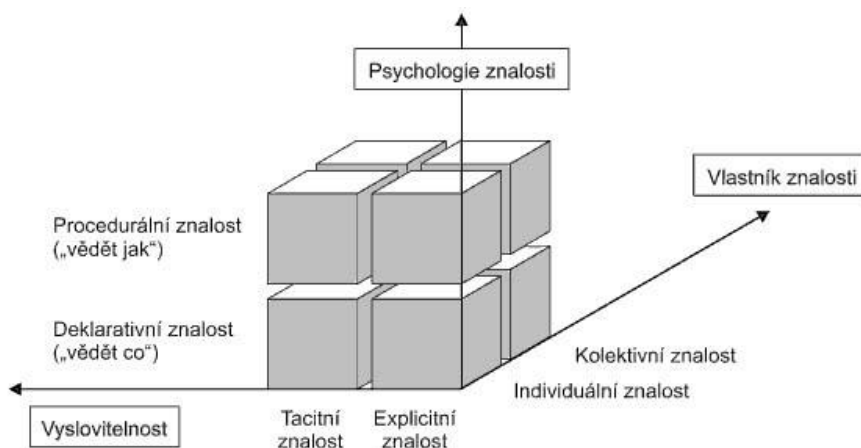 Psychologie znalosti
Vlastník znalosti
Procedurální znalost
(„vědět jak“)
Deklarativní znalost
(„vědět co“)
Kolektivní znalost
Individuální znalost
Vyslovitelnost
Tacitní
znalost
Explicitní
znalost